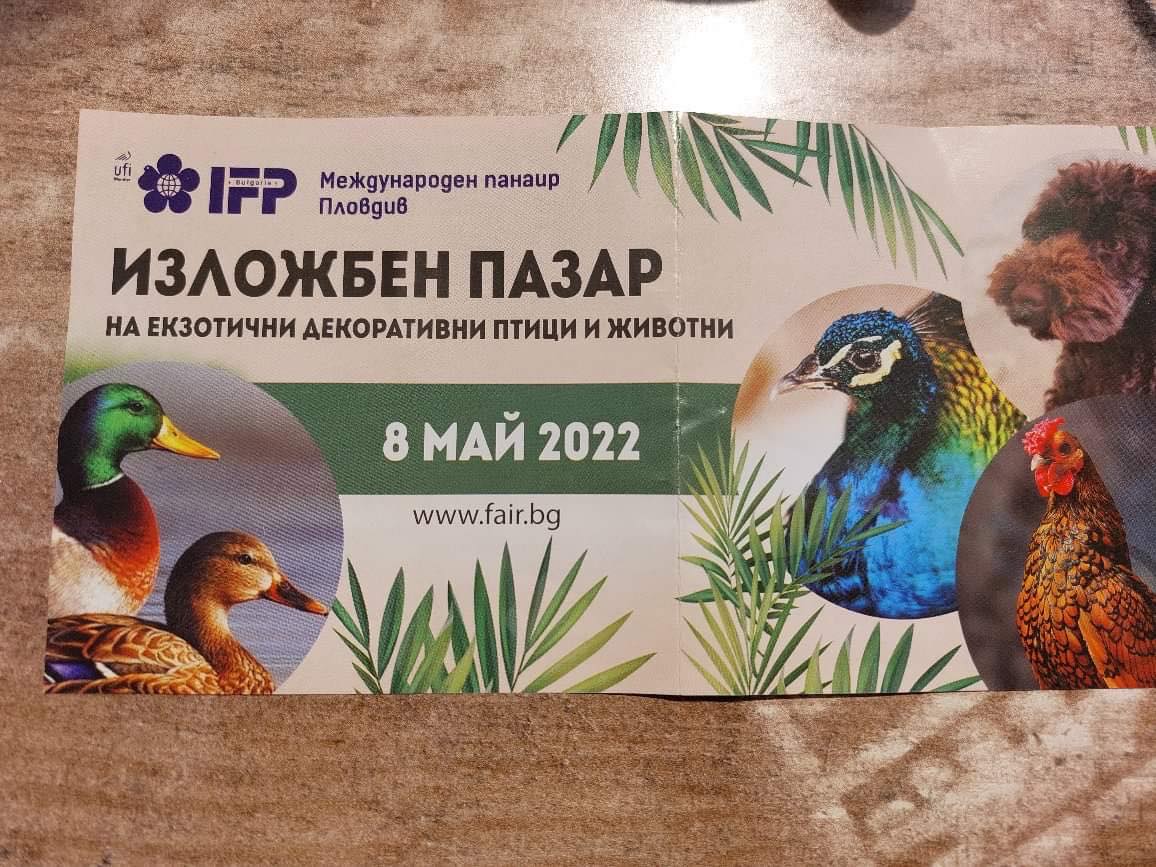 ufi
Member
IFP
• Bulgaria •
Международен панаир
Пловдив
ИЗЛОЖБЕН ПАЗАР
НА ЕКЗОТИЧНИ ДЕКОРАТИВНИ ПТИЦИ И ЖИВОТНИ
8 МАЙ 2022
www.fair.bg